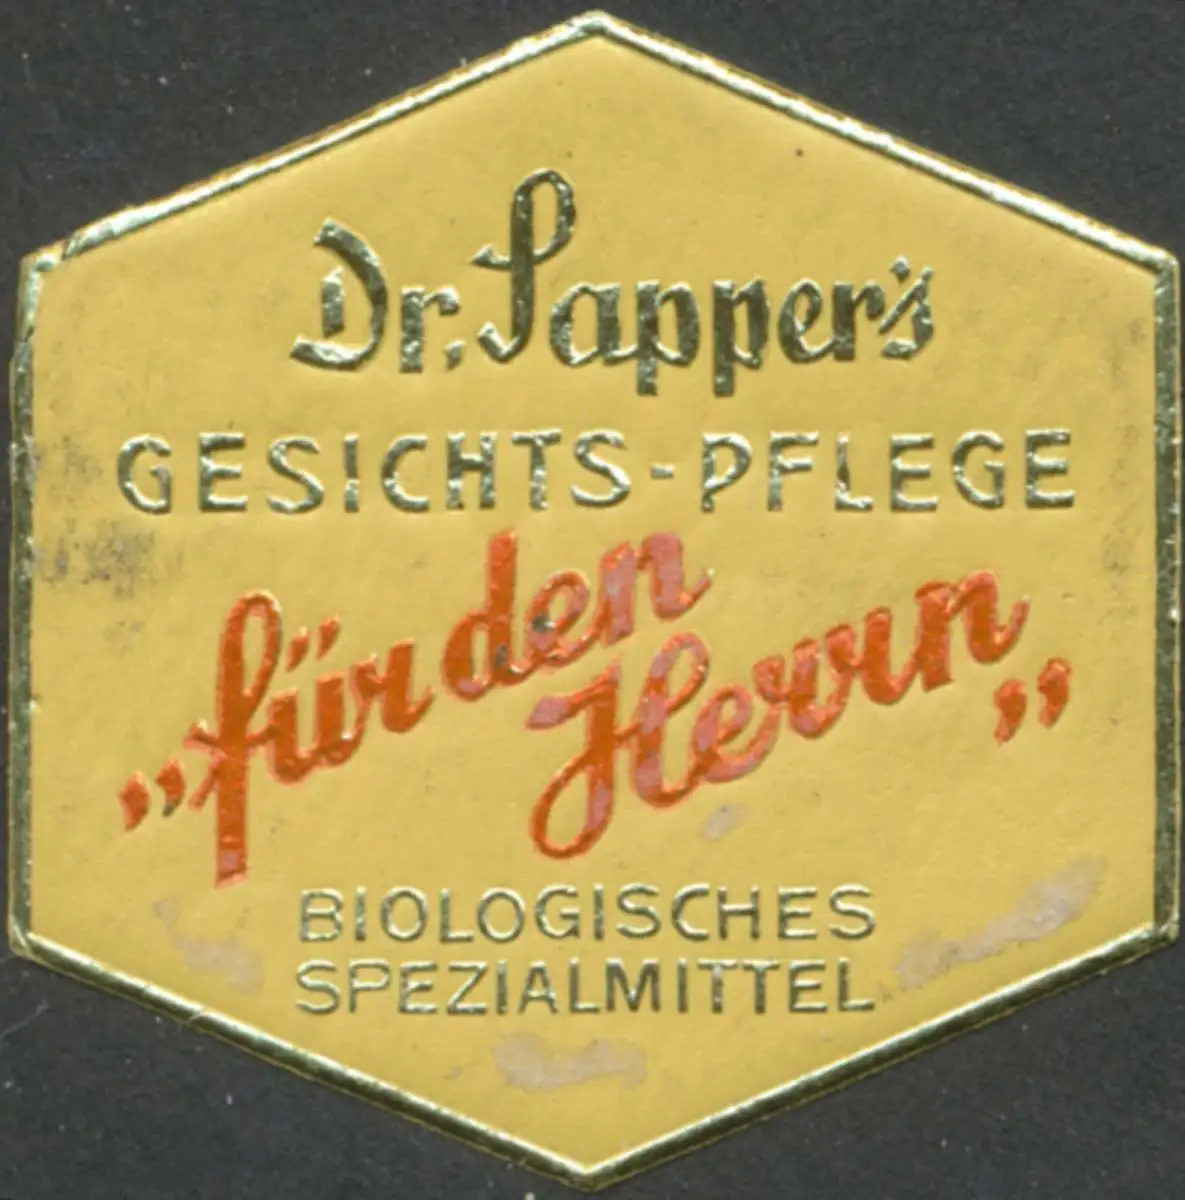 Dr. Sapper's
GESICHTS-PFLEGE
„für den
Herrn„
BIOLOGISCHES
SPEZIALMITTEL